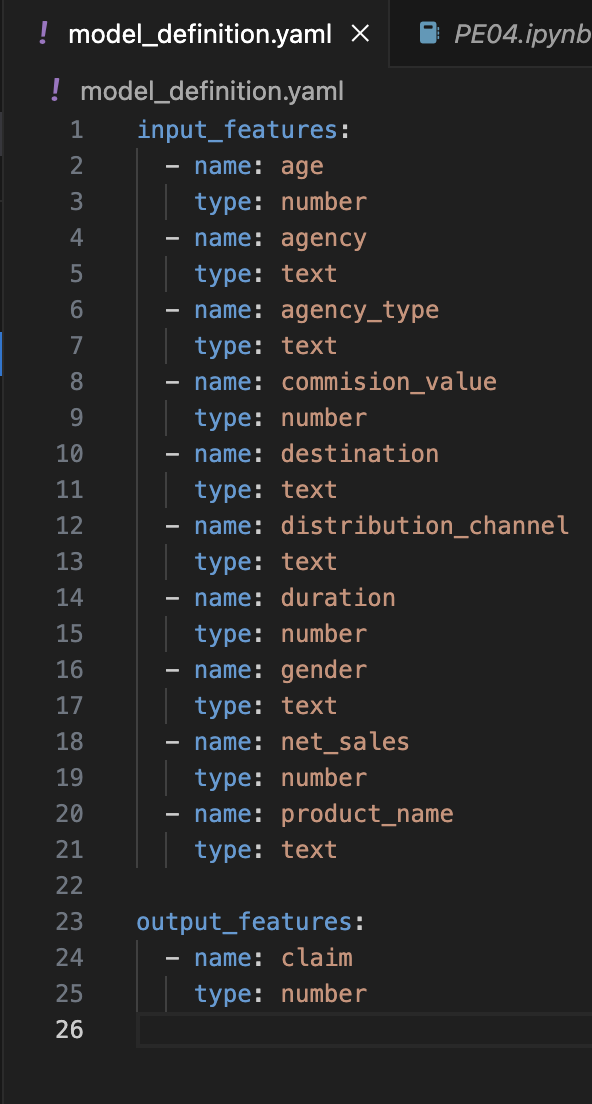 model_definition.yaml
PE04.ipynb
model_definition.yaml
1 input_features:
2 - name: age
3 type: number
4 - name: agency
5 type: text
6 - name: agency_type
7 type: text
8 - name: commision_value
9 type: number
10 - name: destination
11 type: text
12 - name: distribution_channel
13 type: text
14 - name: duration
15 type: number
16 - name: gender
17 type: text
18 - name: net_sales
19 type: number
20 - name: product_name
21 type: text
22
23 output_features:
24 - name: claim
25 type: number
26